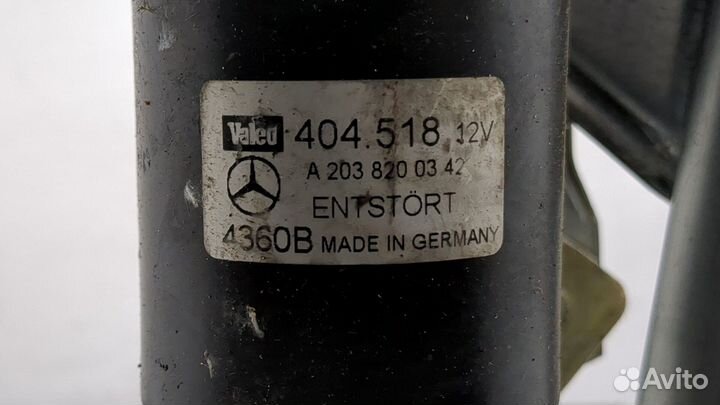 Valeo 404.518 12V
A 203 820 03 42
ENTSTÖRT
4360B MADE IN GERMANY
Avito